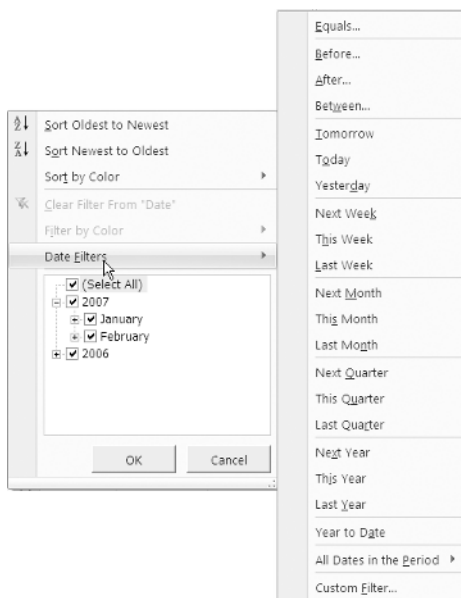 Sort Oldest to Newest
Sort Newest to Oldest
Sort by Color
Clear Filter From "Date"
Filter by Color
Date Filters
(Select All)
2007
January
February
2006
OK
Cancel
Equals...
Before...
After...
Between...
Tomorrow
Today
Yesterday
Next Week
This Week
Last Week
Next Month
This Month
Last Month
Next Quarter
This Quarter
Last Quarter
Next Year
This Year
Last Year
Year to Date
All Dates in the Period
Custom Filter...